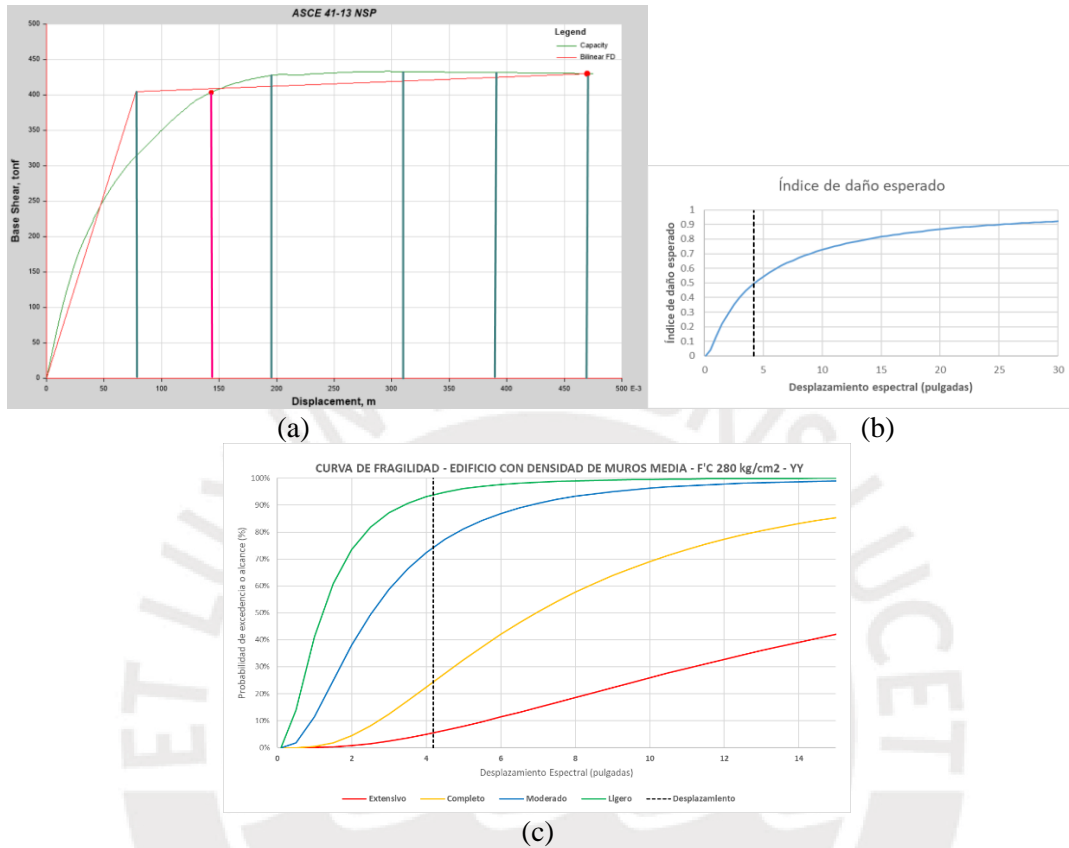 ASCE 41-13 NSP
Legend
Capacity
Bilinear FD
Base Shear, tonf
500
450
400
350
300
250
200
150
100
50
0
0 50 100 150 200 250 300 350 400 450 500 E-3
Displacement, m
(a)
Índice de daño esperado
Índice de daño esperado
1
0.9
0.8
0.7
0.6
0.5
0.4
0.3
0.2
0.1
0
0 5 10 15 20 25 30
Desplazamiento espectral (pulgadas)
(b)
CURVA DE FRAGILIDAD - EDIFICIO CON DENSIDAD DE MUROS MEDIA - F'C 280 kg/cm2 - YY
Probabilidad de excedencia o alcance (%)
100%
90%
80%
70%
60%
50%
40%
30%
20%
10%
0%
0 2 4 6 8 10 12 14
Desplazamiento Espectral (pulgadas)
Extensivo Completo Moderado Ligero Desplazamiento
(c)
ET LUX IN
LUCET